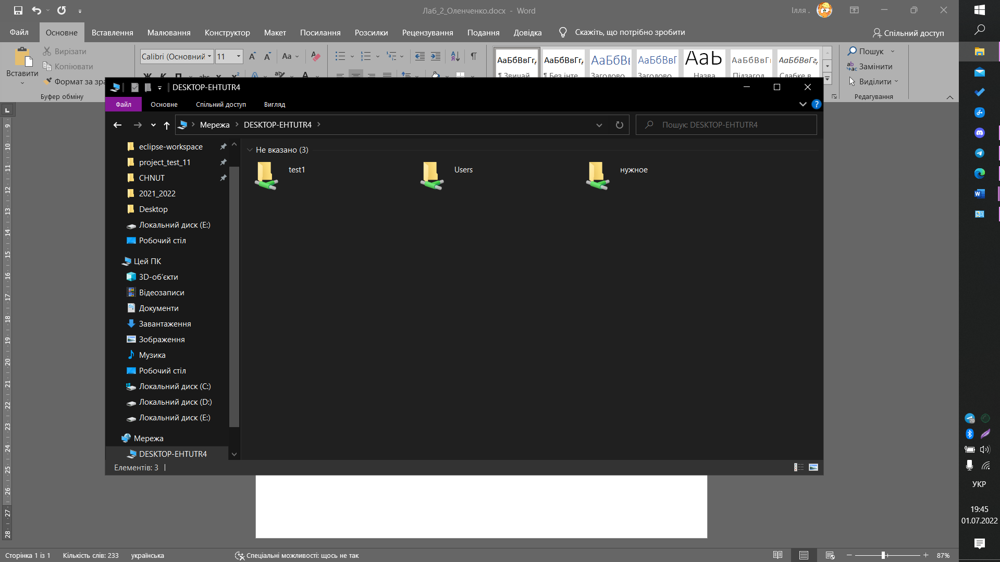 Лаб_2_Оленченко.docx - Word
Ілля .
Файл
Основне
Вставлення
Малювання
Конструктор
Макет
Посилання
Розсилки
Рецензування
Подання
Довідка
Скажіть, що потрібно зробити
Спільний доступ
Вставити
Вирізати
Копіювати
Формат за зра
Буфер обміну
Calibri (Основний
11
Aa
АаБбВвГг,
АаБбВвГг,
АаБбВ
АаБбВвГ
АаЬ
АаБбВвГ
АаБбВвГг,
¶ Звичай
¶ Без інте
Заголово
Заголово
Назва
Підзагол
Слабке в
Пошук
Замінити
Виділити
Редагування
DESKTOP-EHTUTR4
Файл
Основне
Спільний доступ
Вигляд
Мережа
DESKTOP-EHTUTR4
Пошук: DESKTOP-EHTUTR4
eclipse-workspace
project_test_11
CHNUT
2021_2022
Desktop
Локальний диск (E:)
Робочий стіл
Цей ПК
3D-об'єкти
Відеозаписи
Документи
Завантаження
Зображення
Музика
Робочий стіл
Локальний диск (C:)
Локальний диск (D:)
Локальний диск (E:)
Мережа
DESKTOP-EHTUTR4
Не вказано (3)
test1
Users
нужное
Елементів: 3
9
10
11
12
13
14
15
16
17
18
19
20
21
22
23
24
25
26
27
28
УКР
19:45
01.07.2022
Сторінка 1 із 1
Кількість слів: 233
українська
Спеціальні можливості: щось не так
87%